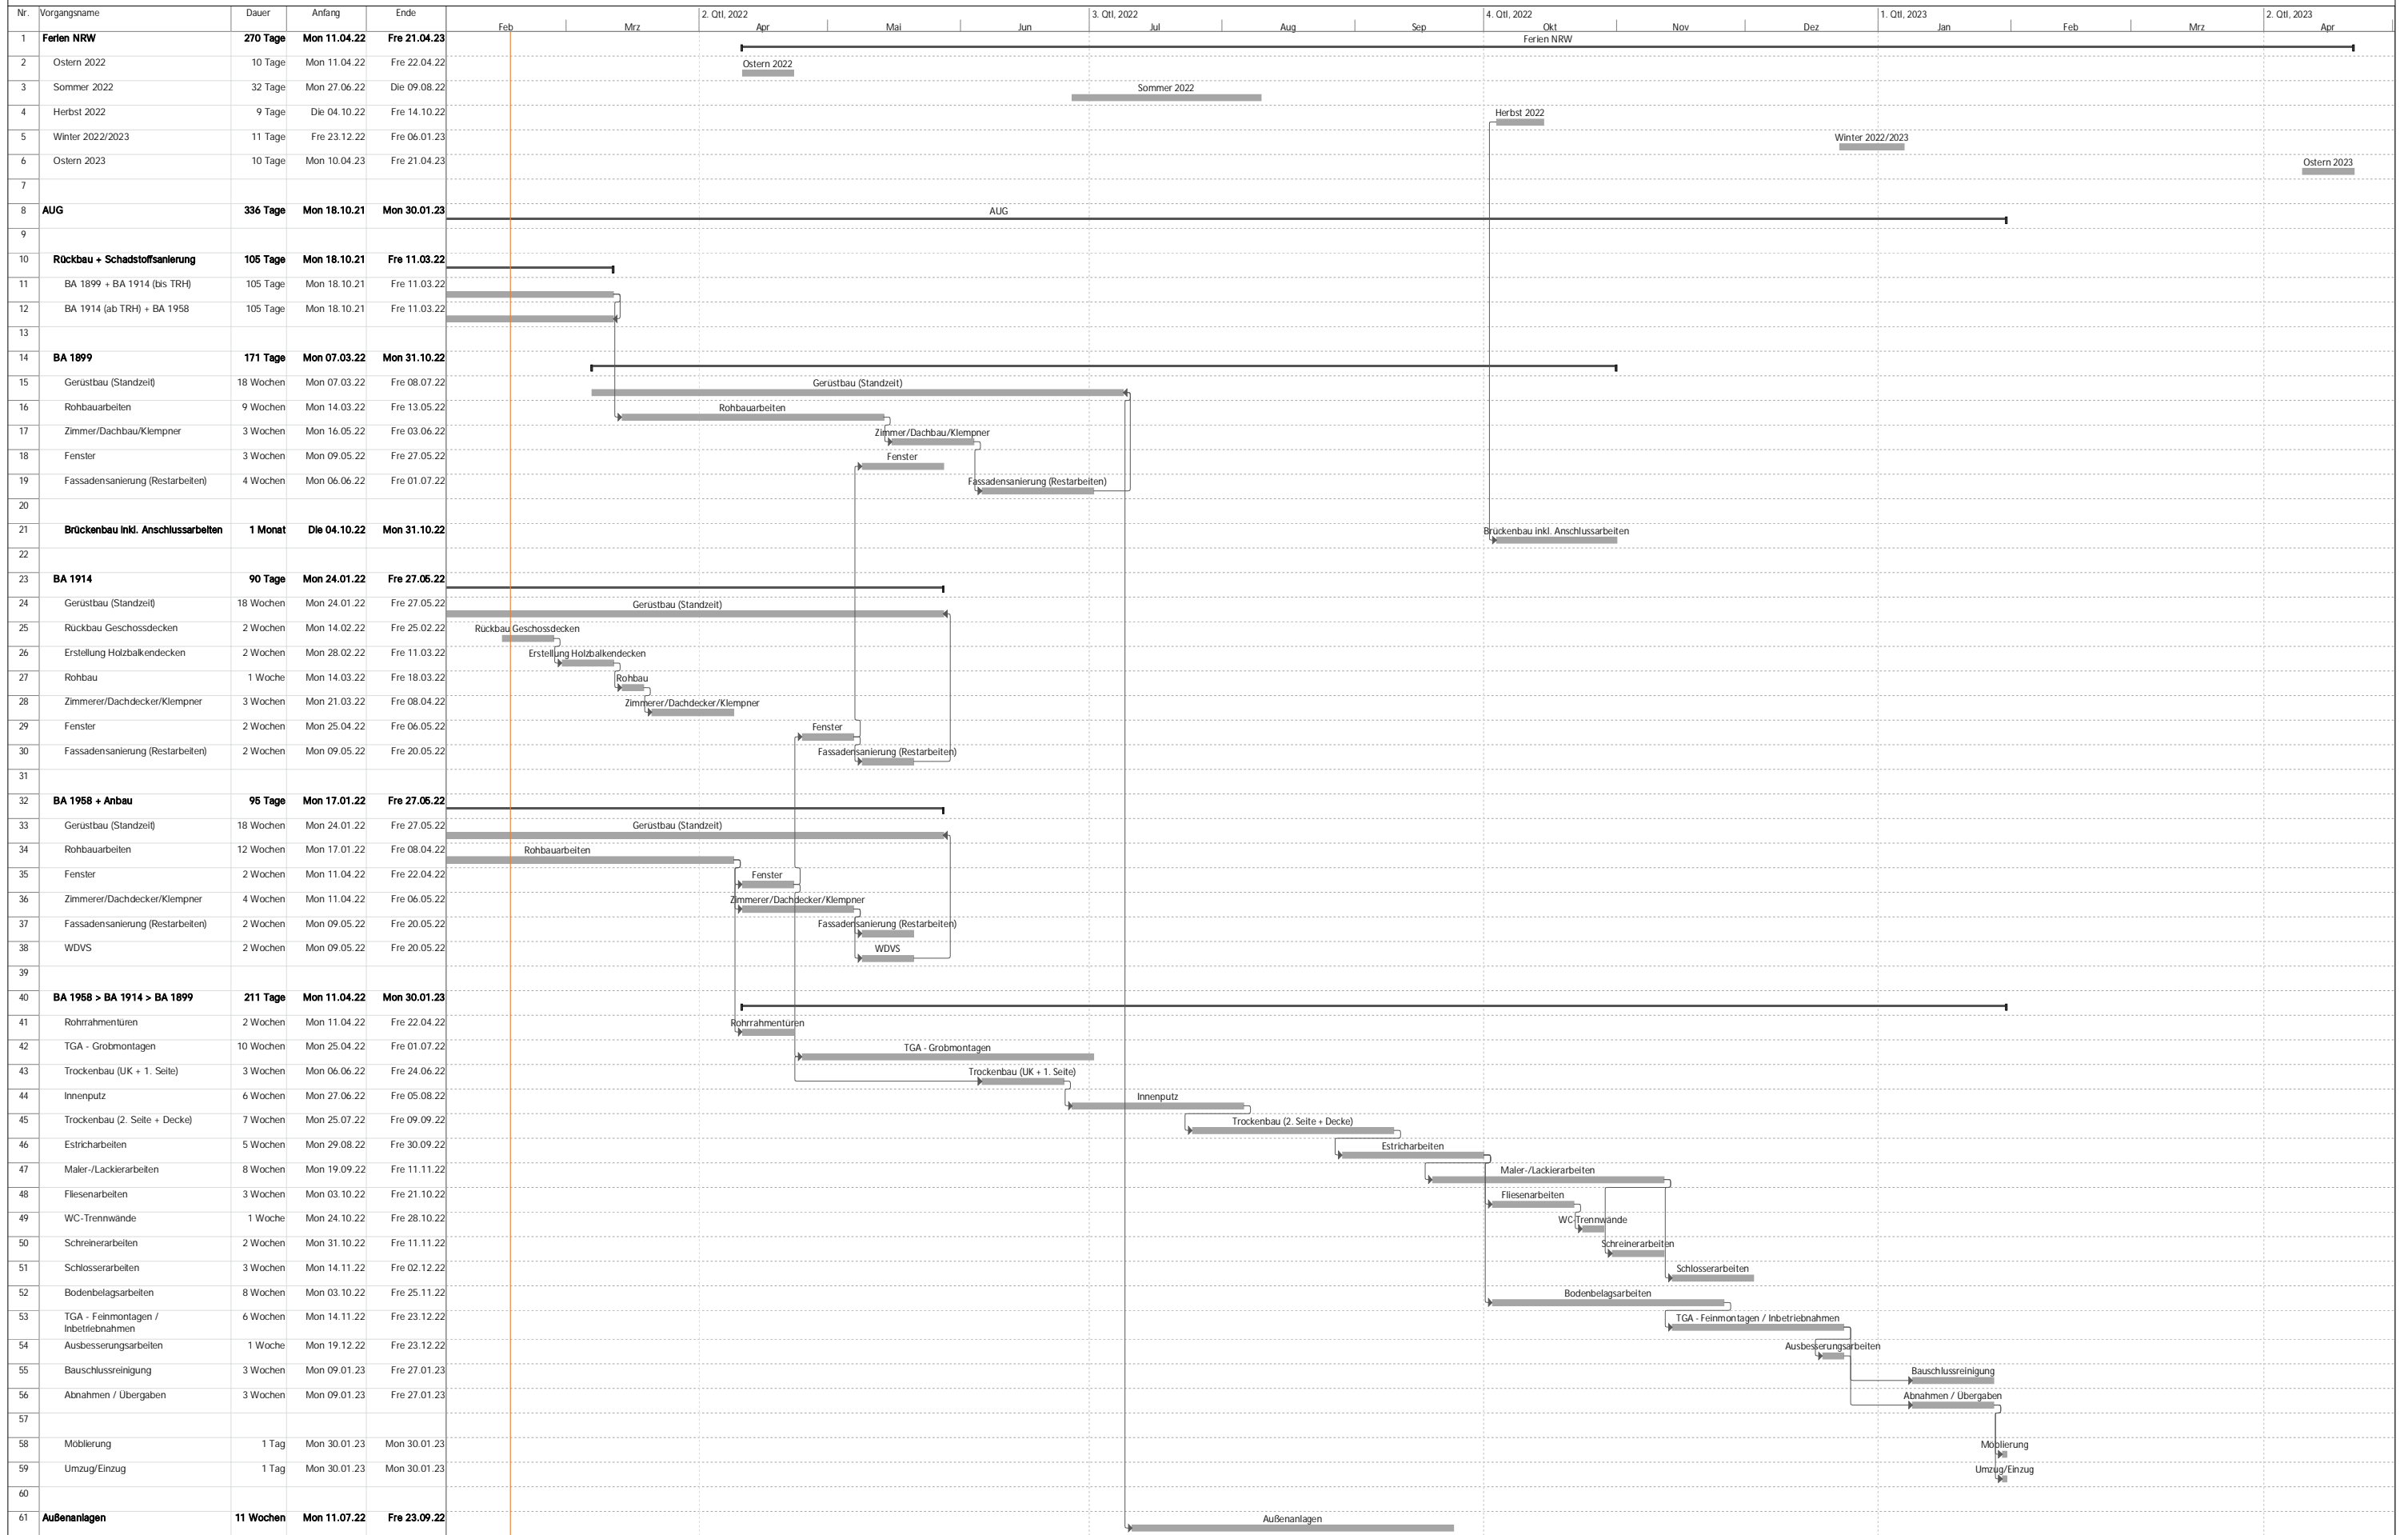 Nr. Vorgangsname Dauer Anfang Ende 2. Qtl, 2022 3. Qtl, 2022 4. Qtl, 2022 1. Qtl, 2023 2. Qtl, 2023
Feb Mrz Apr Mai Jun Jul Aug Sep Okt Nov Dez Jan Feb Mrz Apr
1 Ferien NRW 270 Tage Mon 11.04.22 Fre 21.04.23 Ferien NRW
2 Ostern 2022 10 Tage Mon 11.04.22 Fre 22.04.22 Ostern 2022
3 Sommer 2022 32 Tage Mon 27.06.22 Die 09.08.22 Sommer 2022
4 Herbst 2022 9 Tage Die 04.10.22 Fre 14.10.22 Herbst 2022
5 Winter 2022/2023 11 Tage Fre 23.12.22 Fre 06.01.23 Winter 2022/2023
6 Ostern 2023 10 Tage Mon 10.04.23 Fre 21.04.23 Ostern 2023
7
8 AUG 336 Tage Mon 18.10.21 Mon 30.01.23 AUG
9
10 Rückbau + Schadstoffsanierung 105 Tage Mon 18.10.21 Fre 11.03.22
11 BA 1899 + BA 1914 (bis TRH) 105 Tage Mon 18.10.21 Fre 11.03.22
12 BA 1914 (ab TRH) + BA 1958 105 Tage Mon 18.10.21 Fre 11.03.22
13
14 BA 1899 171 Tage Mon 07.03.22 Mon 31.10.22
15 Gerüstbau (Standzeit) 18 Wochen Mon 07.03.22 Fre 08.07.22 Gerüstbau (Standzeit)
16 Rohbauarbeiten 9 Wochen Mon 14.03.22 Fre 13.05.22 Rohbauarbeiten
17 Zimmer/Dachbau/Klempner 3 Wochen Mon 16.05.22 Fre 03.06.22 Zimmer/Dachbau/Klempner
18 Fenster 3 Wochen Mon 09.05.22 Fre 27.05.22 Fenster
19 Fassadensanierung (Restarbeiten) 4 Wochen Mon 06.06.22 Fre 01.07.22 Fassadensanierung (Restarbeiten)
20
21 Brückenbau inkl. Anschlussarbeiten 1 Monat Die 04.10.22 Mon 31.10.22 Brückenbau inkl. Anschlussarbeiten
22
23 BA 1914 90 Tage Mon 24.01.22 Fre 27.05.22
24 Gerüstbau (Standzeit) 18 Wochen Mon 24.01.22 Fre 27.05.22 Gerüstbau (Standzeit)
25 Rückbau Geschossdecken 2 Wochen Mon 14.02.22 Fre 25.02.22 Rückbau Geschossdecken
26 Erstellung Holzbalkendecken 2 Wochen Mon 28.02.22 Fre 11.03.22 Erstellung Holzbalkendecken
27 Rohbau 1 Woche Mon 14.03.22 Fre 18.03.22 Rohbau
28 Zimmerer/Dachdecker/Klempner 3 Wochen Mon 21.03.22 Fre 08.04.22 Zimmerer/Dachdecker/Klempner
29 Fenster 2 Wochen Mon 25.04.22 Fre 06.05.22 Fenster
30 Fassadensanierung (Restarbeiten) 2 Wochen Mon 09.05.22 Fre 20.05.22 Fassadensanierung (Restarbeiten)
31
32 BA 1958 + Anbau 95 Tage Mon 17.01.22 Fre 27.05.22
33 Gerüstbau (Standzeit) 18 Wochen Mon 24.01.22 Fre 27.05.22 Gerüstbau (Standzeit)
34 Rohbauarbeiten 12 Wochen Mon 17.01.22 Fre 08.04.22 Rohbauarbeiten
35 Fenster 2 Wochen Mon 11.04.22 Fre 22.04.22 Fenster
36 Zimmerer/Dachdecker/Klempner 4 Wochen Mon 11.04.22 Fre 06.05.22 Zimmerer/Dachdecker/Klempner
37 Fassadensanierung (Restarbeiten) 2 Wochen Mon 09.05.22 Fre 20.05.22 Fassadensanierung (Restarbeiten)
38 WDVS 2 Wochen Mon 09.05.22 Fre 20.05.22 WDVS
39
40 BA 1958 > BA 1914 > BA 1899 211 Tage Mon 11.04.22 Mon 30.01.23
41 Rohrrahmentüren 2 Wochen Mon 11.04.22 Fre 22.04.22 Rohrrahmentüren
42 TGA - Grobmontagen 10 Wochen Mon 25.04.22 Fre 01.07.22 TGA - Grobmontagen
43 Trockenbau (UK + 1. Seite) 3 Wochen Mon 06.06.22 Fre 24.06.22 Trockenbau (UK + 1. Seite)
44 Innenputz 6 Wochen Mon 27.06.22 Fre 05.08.22 Innenputz
45 Trockenbau (2. Seite + Decke) 7 Wochen Mon 25.07.22 Fre 09.09.22 Trockenbau (2. Seite + Decke)
46 Estricharbeiten 5 Wochen Mon 29.08.22 Fre 30.09.22 Estricharbeiten
47 Maler-/Lackierarbeiten 8 Wochen Mon 19.09.22 Fre 11.11.22 Maler-/Lackierarbeiten
48 Fliesenarbeiten 3 Wochen Mon 03.10.22 Fre 21.10.22 Fliesenarbeiten
49 WC-Trennwände 1 Woche Mon 24.10.22 Fre 28.10.22 WC-Trennwände
50 Schreinerarbeiten 2 Wochen Mon 31.10.22 Fre 11.11.22 Schreinerarbeiten
51 Schlosserarbeiten 3 Wochen Mon 14.11.22 Fre 02.12.22 Schlosserarbeiten
52 Bodenbelagsarbeiten 8 Wochen Mon 03.10.22 Fre 25.11.22 Bodenbelagsarbeiten
53 TGA - Feinmontagen / 6 Wochen Mon 14.11.22 Fre 23.12.22 TGA - Feinmontagen / Inbetriebnahmen
Inbetriebnahmen
54 Ausbesserungsarbeiten 1 Woche Mon 19.12.22 Fre 23.12.22 Ausbesserungsarbeiten
55 Bauschlussreinigung 3 Wochen Mon 09.01.23 Fre 27.01.23 Bauschlussreinigung
56 Abnahmen / Übergaben 3 Wochen Mon 09.01.23 Fre 27.01.23 Abnahmen / Übergaben
57
58 Möblierung 1 Tag Mon 30.01.23 Mon 30.01.23 Möblierung
59 Umzug/Einzug 1 Tag Mon 30.01.23 Mon 30.01.23 Umzug/Einzug
60
61 Außenanlagen 11 Wochen Mon 11.07.22 Fre 23.09.22 Außenanlagen